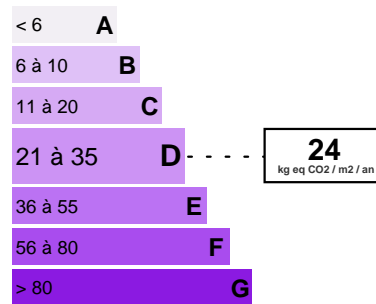 < 6 A
6 à 10 B
11 à 20 C
21 à 35 D
24
kg eq CO2 / m2 / an
36 à 55 E
56 à 80 F
> 80 G